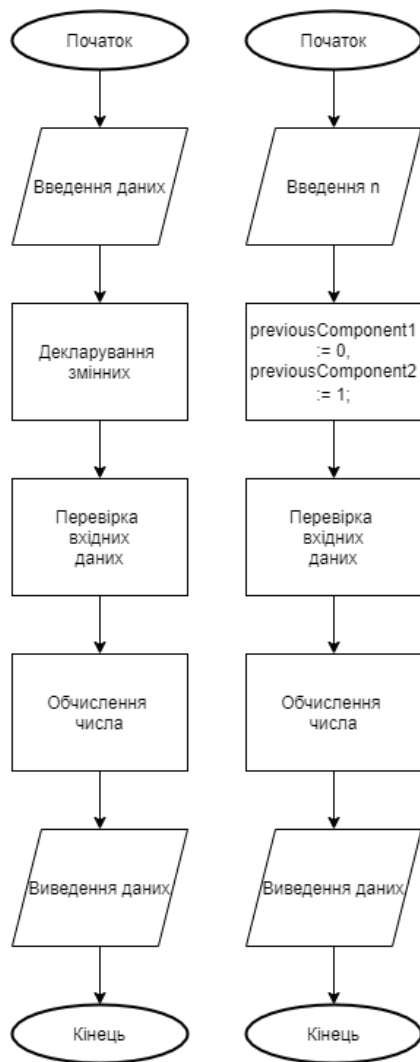 Початок
Введення даних
Декларування
змінних
Перевірка
вхідних
даних
Обчислення
числа
Виведення даних
Кінець
Початок
Введення n
previousComponent1
:= 0,
previousComponent2
:= 1;
Перевірка
вхідних
даних
Обчислення
числа
Виведення даних
Кінець